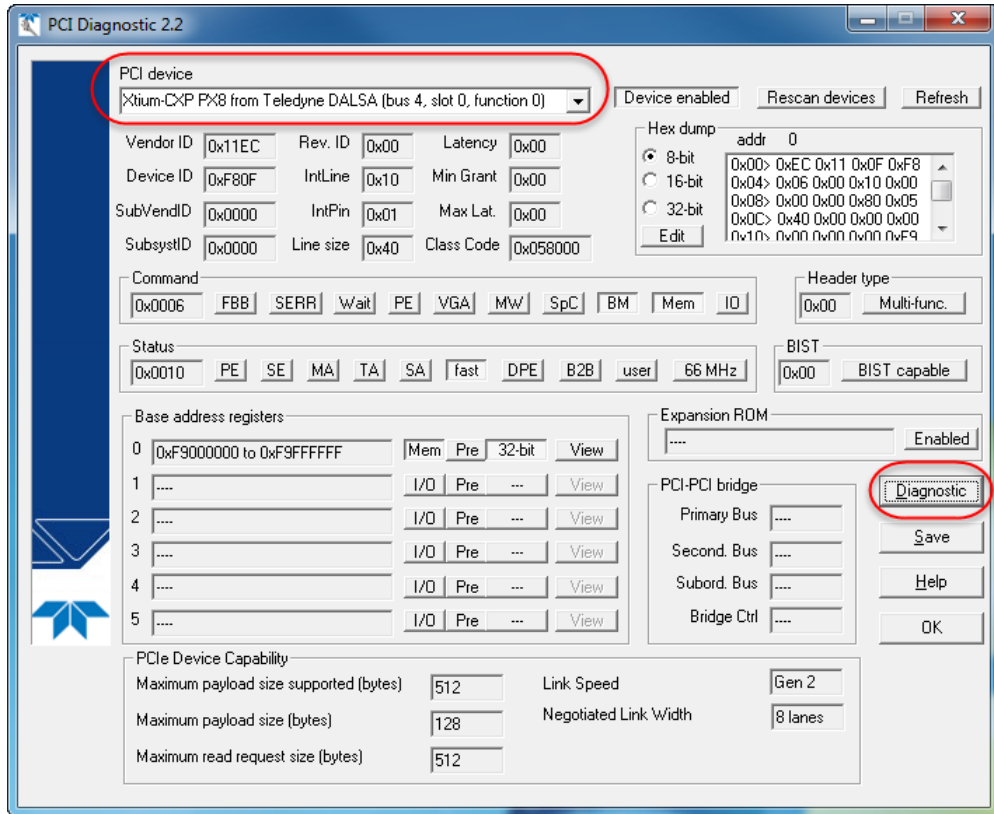 PCI Diagnostic 2.2
PCI device
Xtium-CXP PX8 from Teledyne DALSA (bus 4, slot 0, function 0)
Device enabled Rescan devices Refresh
Vendor ID 0x11EC Rev. ID 0x00 Latency 0x00
Device ID 0xF80F IntLine 0x10 Min Grant 0x00
SubVendID 0x0000 IntPin 0x01 Max Lat. 0x00
SubsystID 0x0000 Line size 0x40 Class Code 0x058000
Hex dump
addr 0
8-bit
16-bit
32-bit
Edit
0x00> 0xEC 0x11 0x0F 0xF8
0x04> 0x06 0x00 0x10 0x00
0x08> 0x00 0x00 0x80 0x05
0x0C> 0x40 0x00 0x00 0x00
0x10> 0x00 0x00 0x00 0xF9
Command
0x0006 FBB SERR Wait PE VGA MW SpC BM Mem IO
Header type
0x00 Multi-func.
Status
0x0010 PE SE MA TA SA fast DPE B2B user 66 MHz
BIST
0x00 BIST capable
Base address registers
0 0xF9000000 to 0xF9FFFFFF Mem Pre 32-bit View
1 ---- I/O Pre --- View
2 ---- I/O Pre --- View
3 ---- I/O Pre --- View
4 ---- I/O Pre --- View
5 ---- I/O Pre --- View
Expansion ROM
---- Enabled
PCI-PCI bridge
Primary Bus ----
Second. Bus ----
Subord. Bus ----
Bridge Ctrl ----
Diagnostic
Save
Help
OK
PCIe Device Capability
Maximum payload size supported (bytes) 512
Maximum payload size (bytes) 128
Maximum read request size (bytes) 512
Link Speed Gen 2
Negotiated Link Width 8 lanes